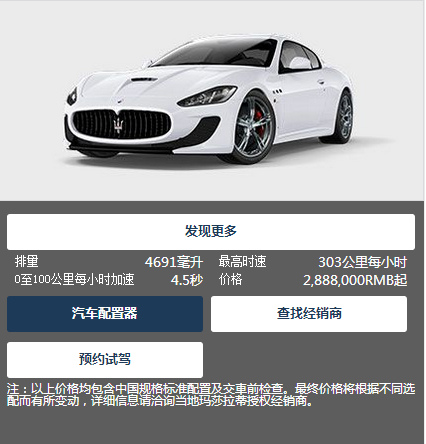 发现更多
排量 4691毫升 最高时速 303公里每小时
0至100公里每小时加速 4.5秒 价格 2,888,000RMB起
汽车配置器 查找经销商
预约试驾
注：以上价格均包含中国规格标准配置及交車前检查。最终价格将根据不同选
配而有所变动，详细信息请洽询当地玛莎拉蒂授权经销商。